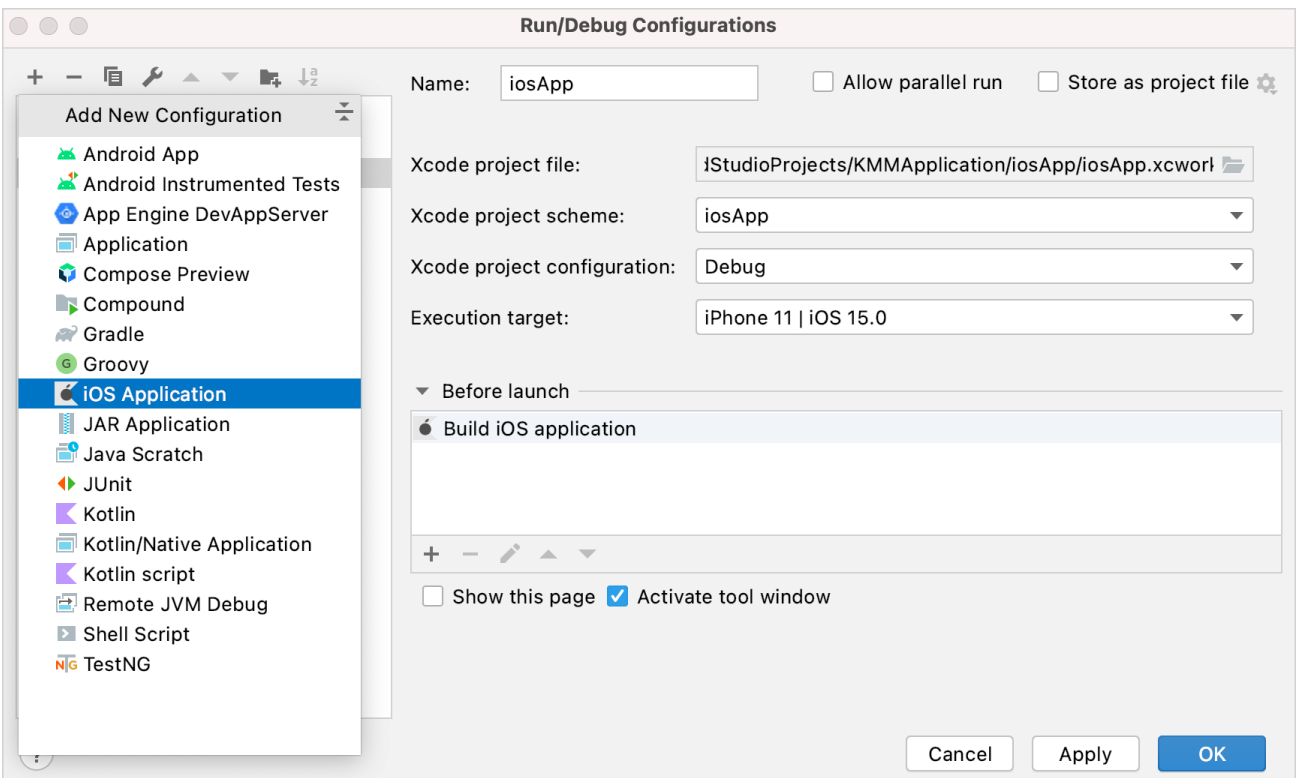 Run/Debug Configurations
Add New Configuration
Android App
Android Instrumented Tests
App Engine DevAppServer
Application
Compose Preview
Compound
Gradle
G Groovy
iOS Application
JAR Application
Java Scratch
JUnit
Kotlin
Kotlin/Native Application
Kotlin script
Remote JVM Debug
Shell Script
NTG TestNG
Name: iosApp
Allow parallel run
Store as project file
Xcode project file: dStudioProjects/KMMApplication/iosApp/iosApp.xcwork
Xcode project scheme: iosApp
Xcode project configuration: Debug
Execution target: iPhone 11 | iOS 15.0
Before launch
Build iOS application
Show this page
Activate tool window
?
Cancel
Apply
OK